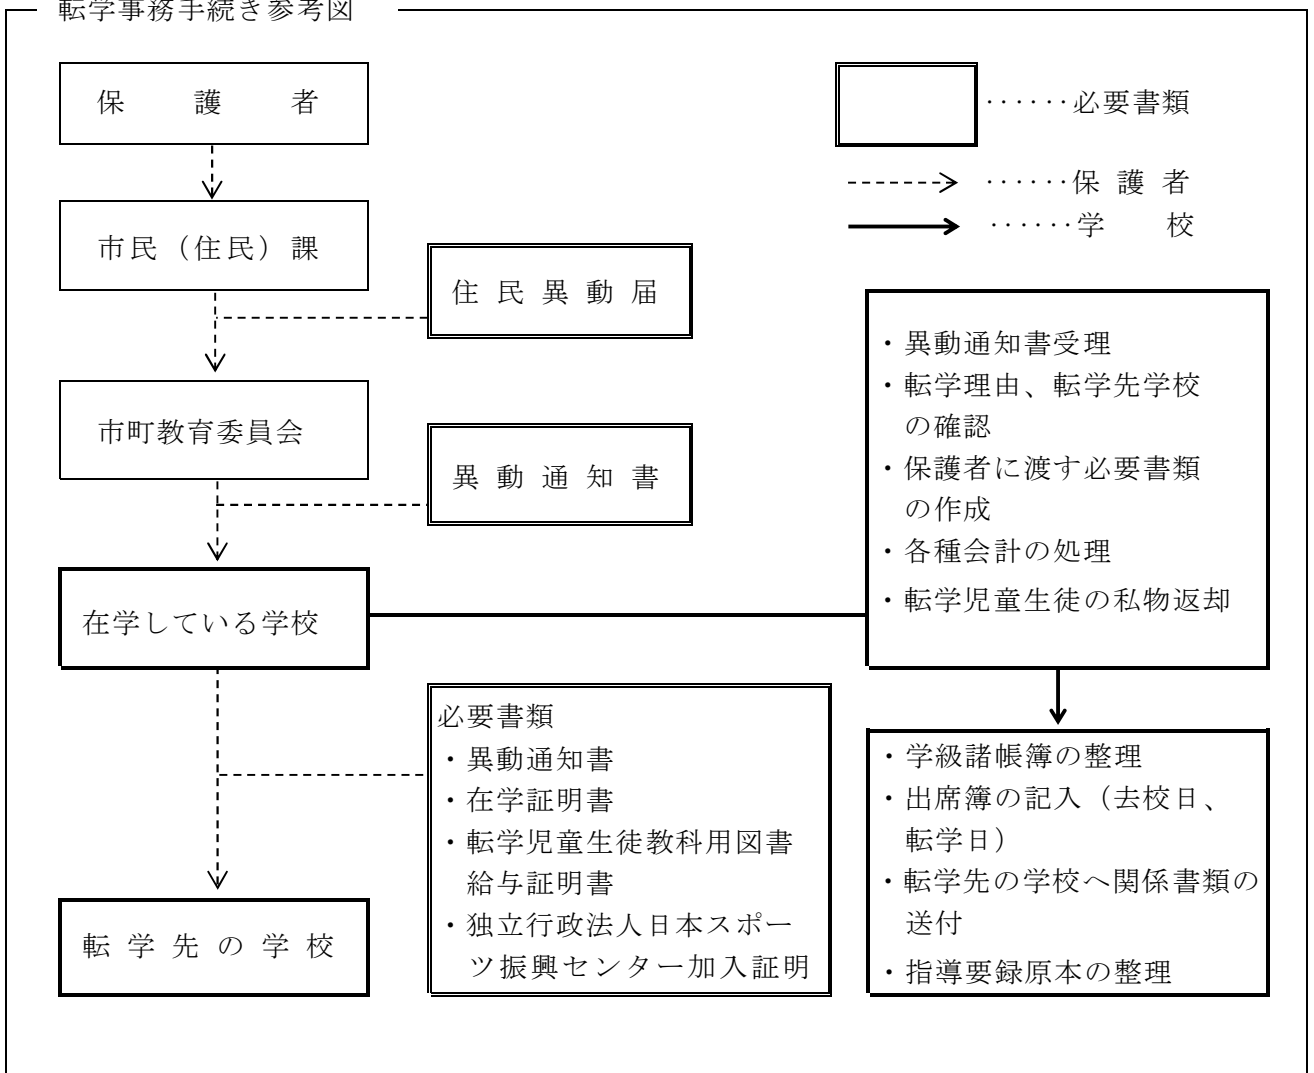 転学事務手続き参考図
保護者
‥‥‥必要書類
‥‥‥保護者
‥‥‥学校
市民（住民）課
住民異動届
市町教育委員会
異動通知書
在学している学校
・異動通知書受理
・転学理由、転学先学校
の確認
・保護者に渡す必要書類
の作成
・各種会計の処理
・転学児童生徒の私物返却
必要書類
・異動通知書
・在学証明書
・転学児童生徒教科用図書
給与証明書
・独立行政法人日本スポー
ツ振興センター加入証明
・学級諸帳簿の整理
・出席簿の記入（去校日、
転学日）
・転学先の学校へ関係書類の
送付
・指導要録原本の整理
転学先の学校